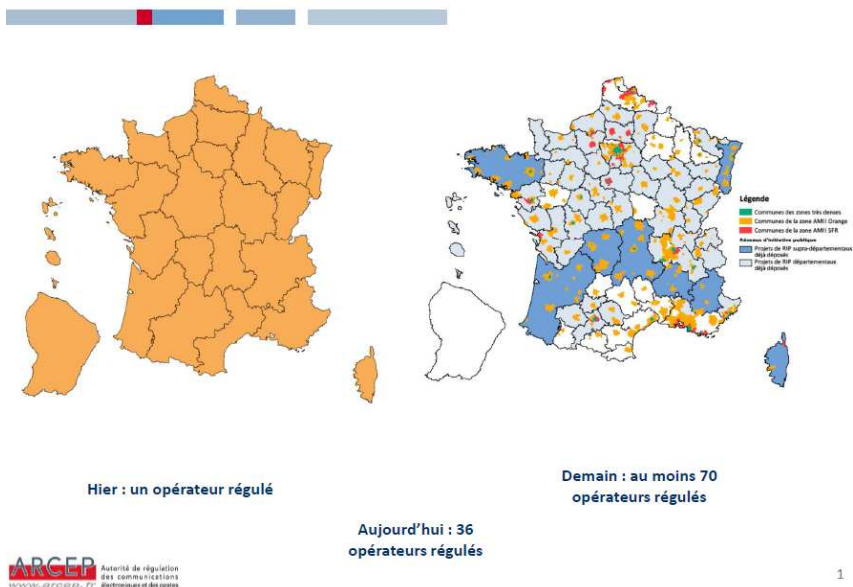 Légende
Communes des zones très denses
Communes de la zone AMII Orange
Communes de la zone AMII SFR
Réseaux d'initiative publique
Projets de RIP supra-départementaux
déjà déposés
Projets de RIP départementaux
déjà déposés
Hier : un opérateur régulé
Demain : au moins 70
opérateurs régulés
Aujourd'hui : 36
opérateurs régulés
ARCEP
www.arcep.fr
Autorité de régulation
des communications
électroniques et des postes
1